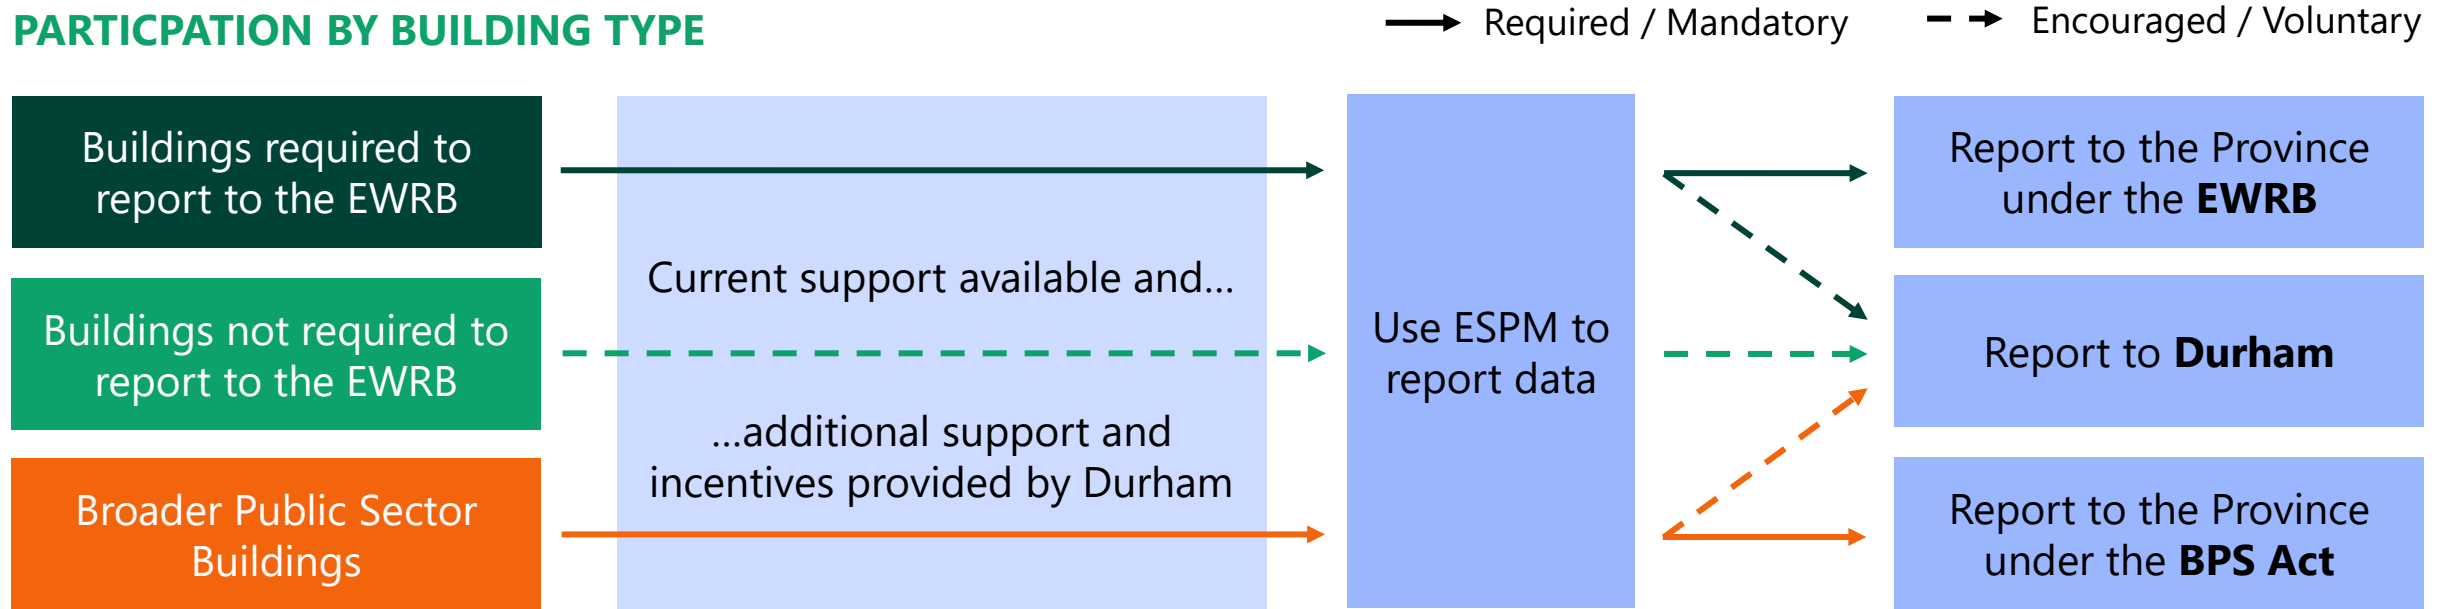 PARTICPATION BY BUILDING TYPE
Required / Mandatory
Encouraged / Voluntary
Buildings required to
report to the EWRB
Buildings not required to
report to the EWRB
Broader Public Sector
Buildings
Current support available and...
...additional support and
incentives provided by Durham
Use ESPM to
report data
Report to the Province
under the EWRB
Report to Durham
Report to the Province
under the BPS Act